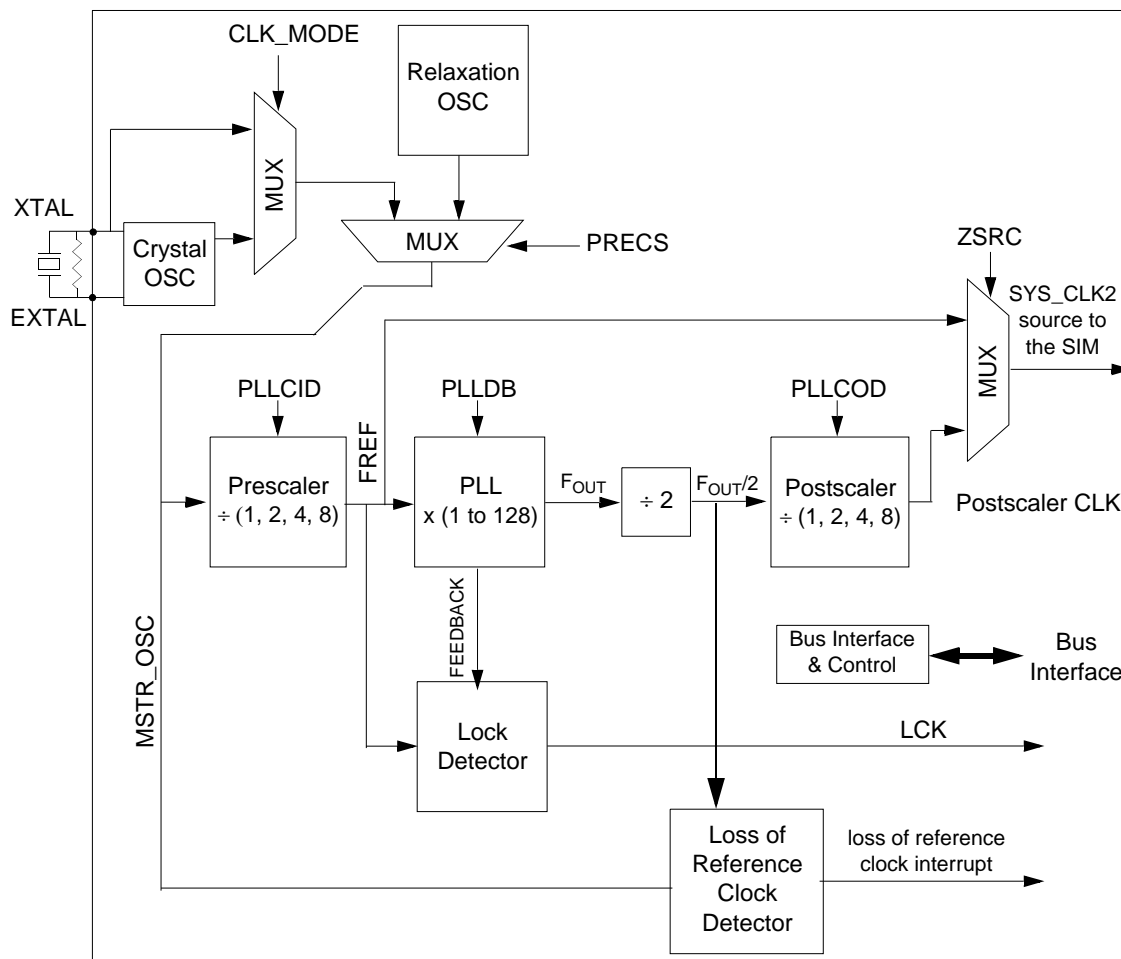 CLK_MODE
Relaxation
OSC
MUX
XTAL
Crystal
OSC
EXTAL
MUX
PRECS
ZSRC
SYS_CLK2
source to
the SIM
MUX
PLLCID
PLLDB
PLLCOD
FREF
Prescaler
÷ (1, 2, 4, 8)
PLL
x (1 to 128)
FOUT
÷ 2
FOUT/2
Postscaler
÷ (1, 2, 4, 8)
Postscaler CLK
FEEDBACK
MSTR_OSC
Bus Interface
& Control
Bus
Interface
Lock
Detector
LCK
Loss of
Reference
Clock
Detector
loss of reference
clock interrupt